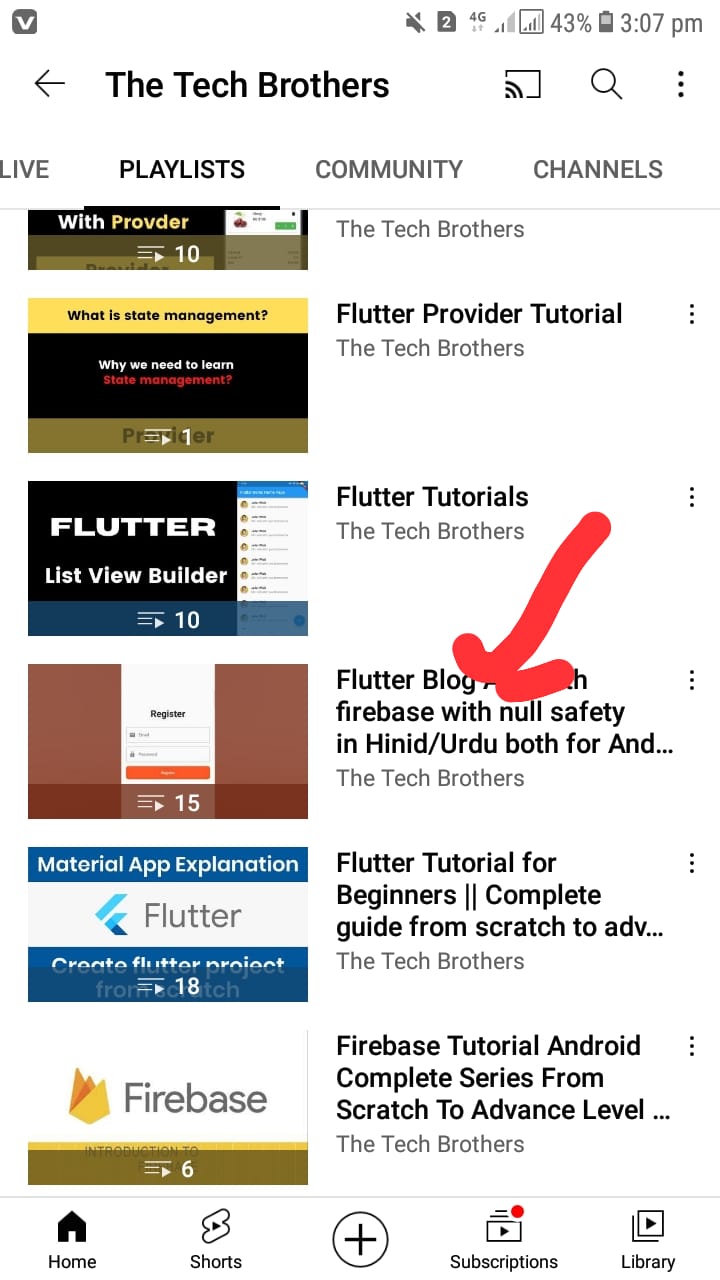 2 4G 43% 3:07 pm
The Tech Brothers
LIVE PLAYLISTS COMMUNITY CHANNELS
With Provder
10
The Tech Brothers
What is state management?
Why we need to learn
State management?
Provider
1
Flutter Provider Tutorial
The Tech Brothers
FLUTTER
List View Builder
10
Flutter Tutorials
The Tech Brothers
Register
Email
Password
Register
15
Flutter Blog
firebase with null safety
in Hinid/Urdu both for And...
The Tech Brothers
Material App Explanation
Flutter
Create flutter project
from scratch
18
Flutter Tutorial for
Beginners || Complete
guide from scratch to adv...
The Tech Brothers
Firebase
INTRODUCTION TO
6
Firebase Tutorial Android
Complete Series From
Scratch To Advance Level ...
The Tech Brothers
Home Shorts Subscriptions Library